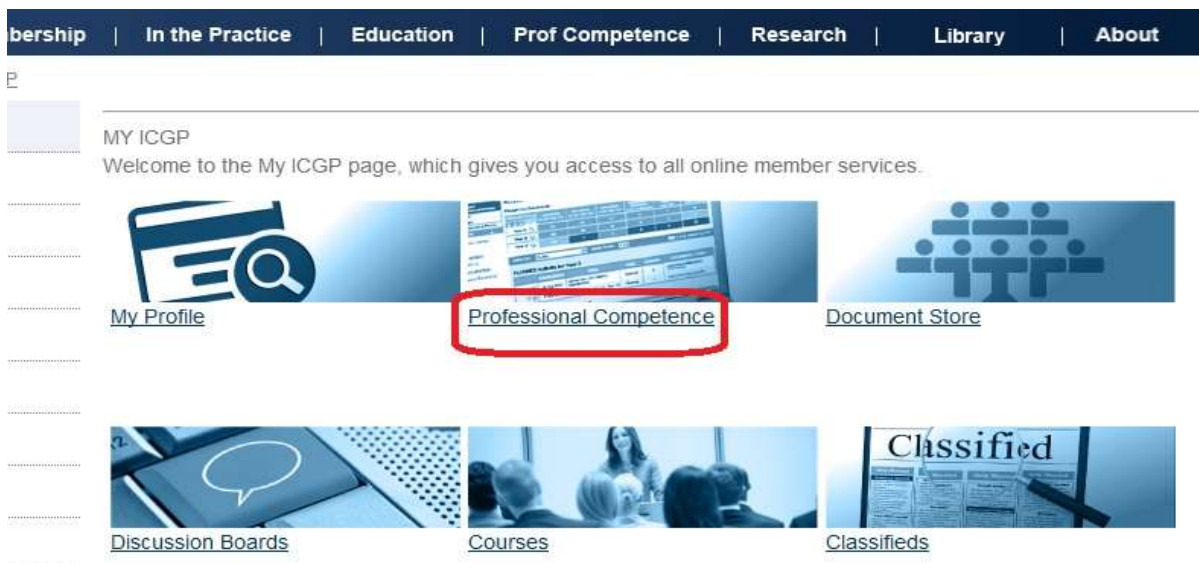 bership | In the Practice | Education | Prof Competence | Research | Library | About
P
MY ICGP
Welcome to the My ICGP page, which gives you access to all online member services.
My Profile
Professional Competence
Document Store
Classified
Discussion Boards
Courses
Classifieds